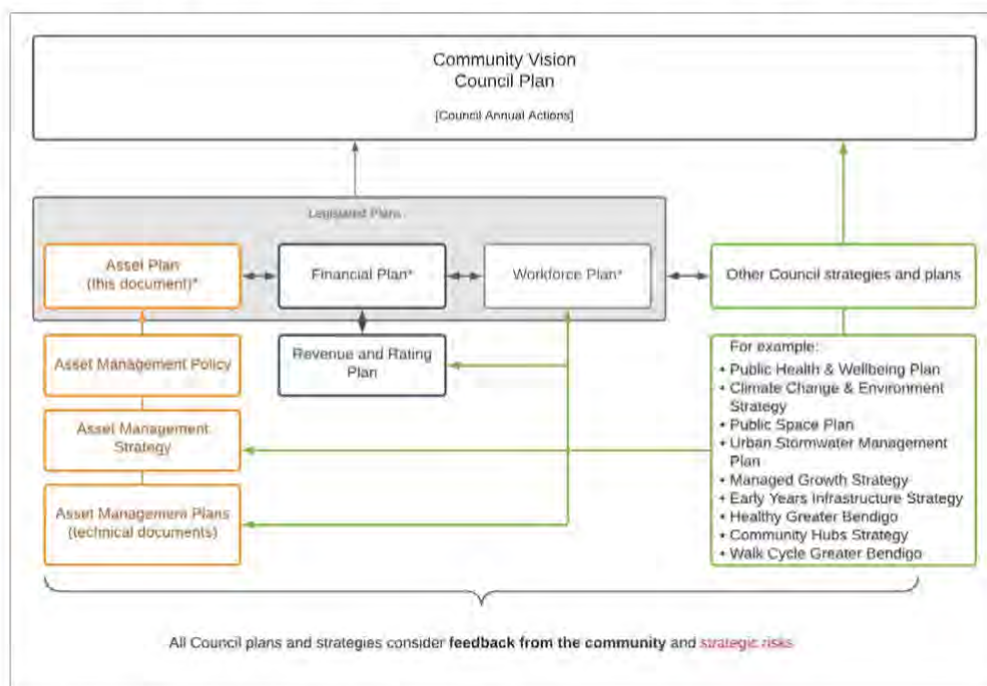 Community Vision
Council Plan
[Council Annual Actions]
Legislated Plans
Asset Plan
(this document)*
Financial Plan*
Workforce Plan*
Other Council strategies and plans
Asset Management Policy
Revenue and Rating
Plan
Asset Management
Strategy
Asset Management Plans
(technical documents)
For example:
• Public Health & Wellbeing Plan
• Climate Change & Environment
Strategy
• Public Space Plan
• Urban Stormwater Management
Plan
• Managed Growth Strategy
• Early Years Infrastructure Strategy
• Healthy Greater Bendigo
• Community Hubs Strategy
• Walk Cycle Greater Bendigo
All Council plans and strategies consider feedback from the community and strategic risks